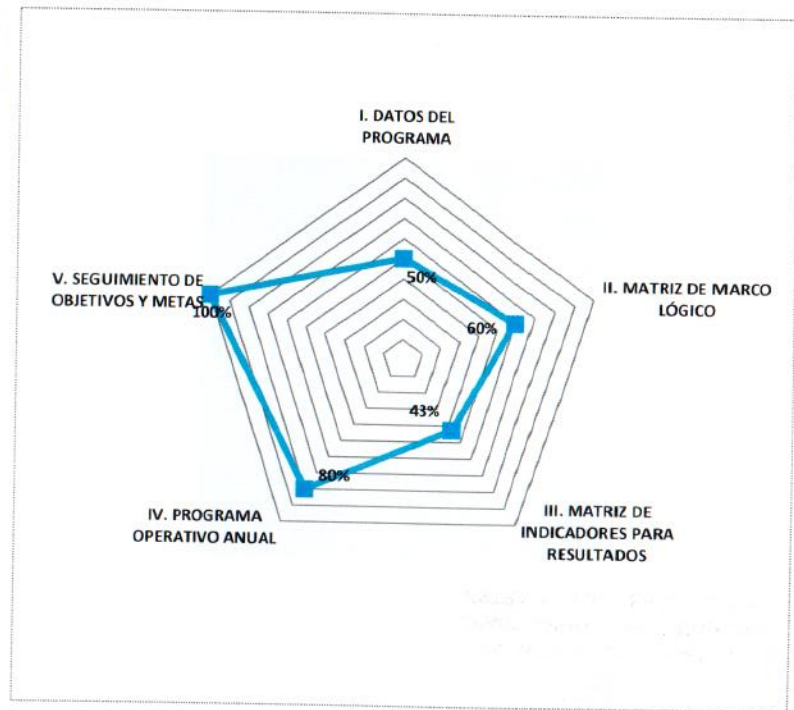 I. DATOS DEL
PROGRAMA
50%
II. MATRIZ DE MARCO
LÓGICO
60%
III. MATRIZ DE
INDICADORES PARA
RESULTADOS
43%
IV. PROGRAMA
OPERATIVO ANUAL
80%
V. SEGUIMIENTO DE
OBJETIVOS Y METAS
100%